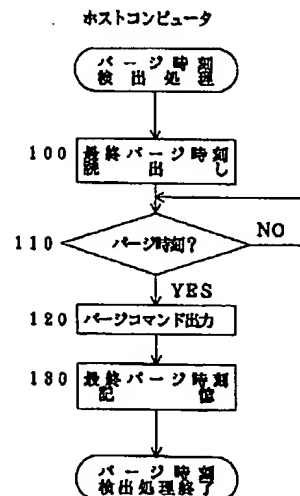 ホストコンピュータ
パージ時刻
検出処理
100
最終パージ時刻
読出し
110
パージ時刻?
NO
YES
120
パージコマンド出力
130
最終パージ時刻
記憶
パージ時刻
検出処理終了